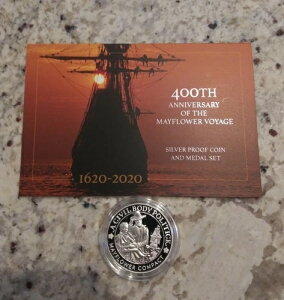 400TH
ANNIVERSARY
OF THE
MAYFLOWER VOYAGE
SILVER PROOF COIN
AND MEDAL SET
1620-2020
A CIVIL BODY POLITICK
MAYFLOWER COMPACT